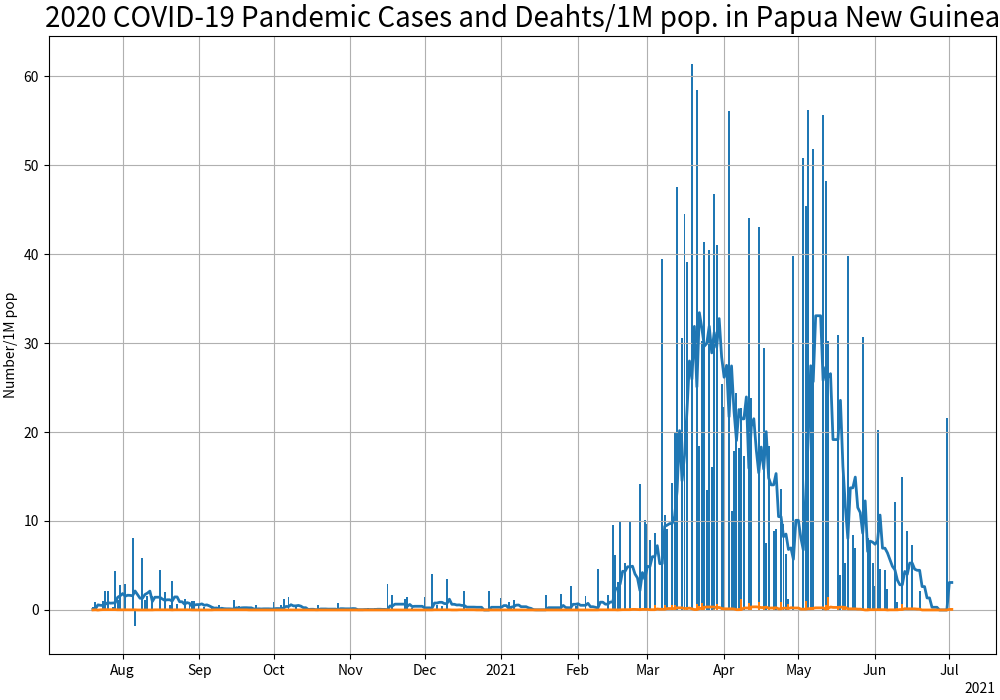 2020 COVID-19 Pandemic Cases and Deahts/1M pop. in Papua New Guinea
Number/1M pop
60
50
40
30
20
10
0
Aug Sep Oct Nov Dec 2021 Feb Mar Apr May Jun Jul
2021